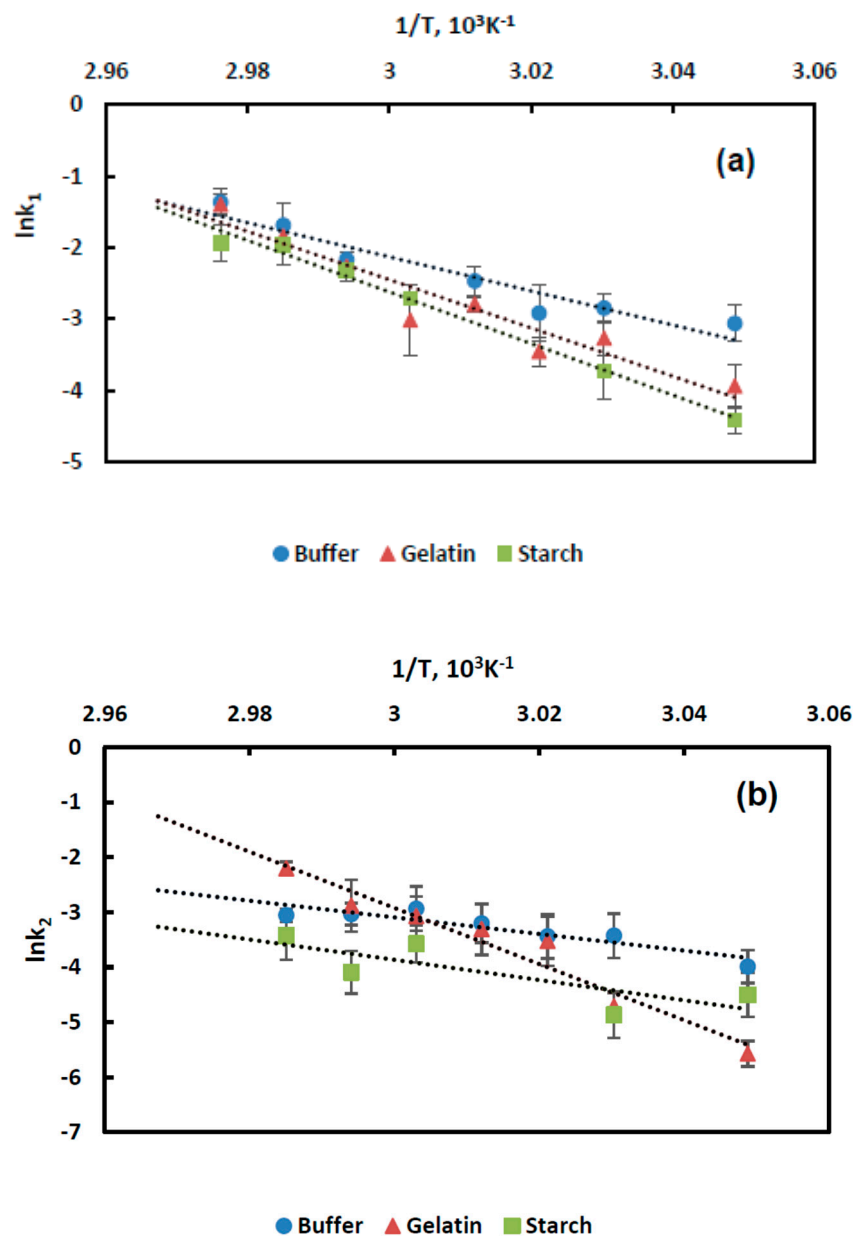 1/T, 10³K⁻¹
2.96 2.98 3 3.02 3.04 3.06
0
(a)
-1
-2
lnk₁
-3
-4
-5
Buffer Gelatin Starch
1/T, 10³K⁻¹
2.96 2.98 3 3.02 3.04 3.06
0
(b)
-1
-2
-3
lnk₂
-4
-5
-6
-7
Buffer Gelatin Starch